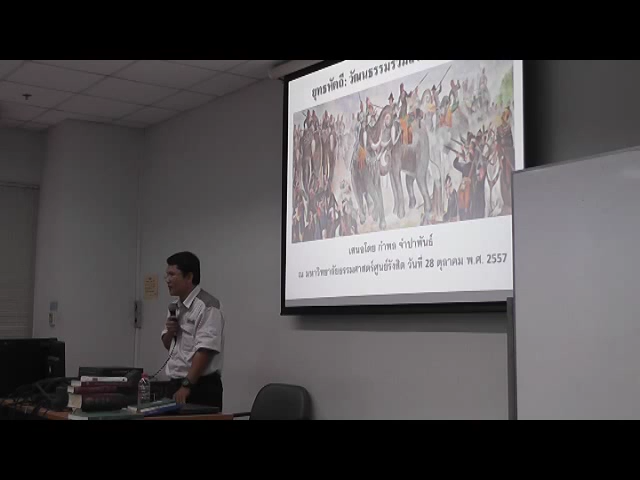 ยุทธหัตถี: วัฒนธรรมร่วม
เสนอโดย กำพล จำปาพันธ์
ณ มหาวิทยาลัยธรรมศาสตร์ศูนย์รังสิต วันที่ 28 ตุลาคม พ.ศ. 2557